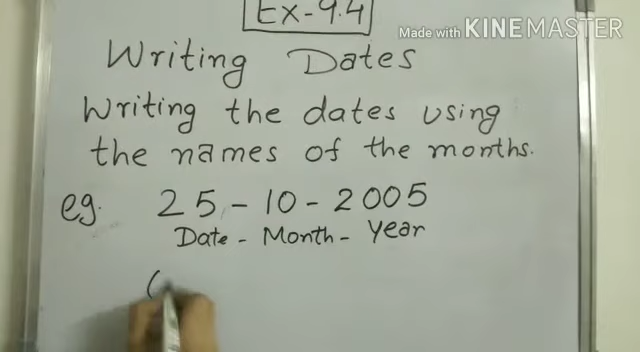 Ex-9.4
Made with KINEMASTER
Writing Dates
Writing the dates using
the names of the months.
eg. 25-10-2005
Date - Month - Year
(